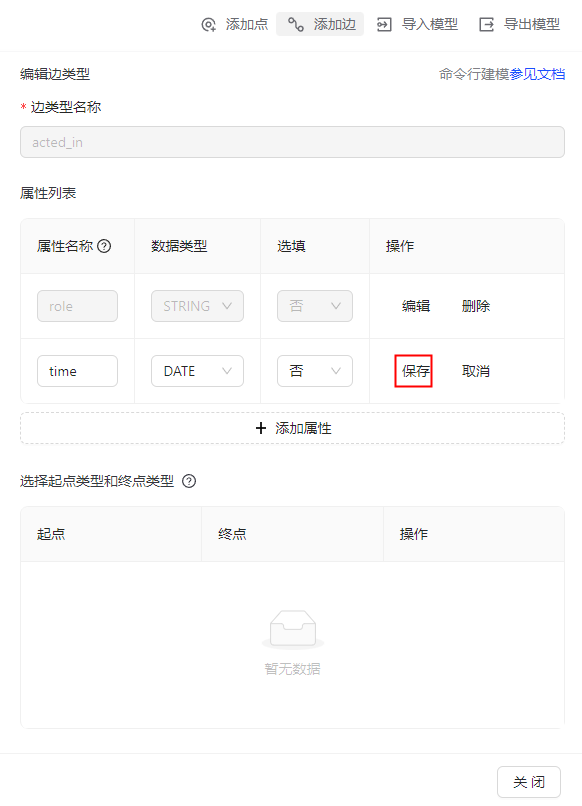 添加点 添加边 导入模型 导出模型
编辑边类型 命令行建模参见文档
* 边类型名称
acted_in
属性列表
属性名称 数据类型 选填 操作
role STRING 否 编辑 删除
time DATE 否 保存 取消
+ 添加属性
选择起点类型和终点类型
起点 终点 操作
暂无数据
关 闭